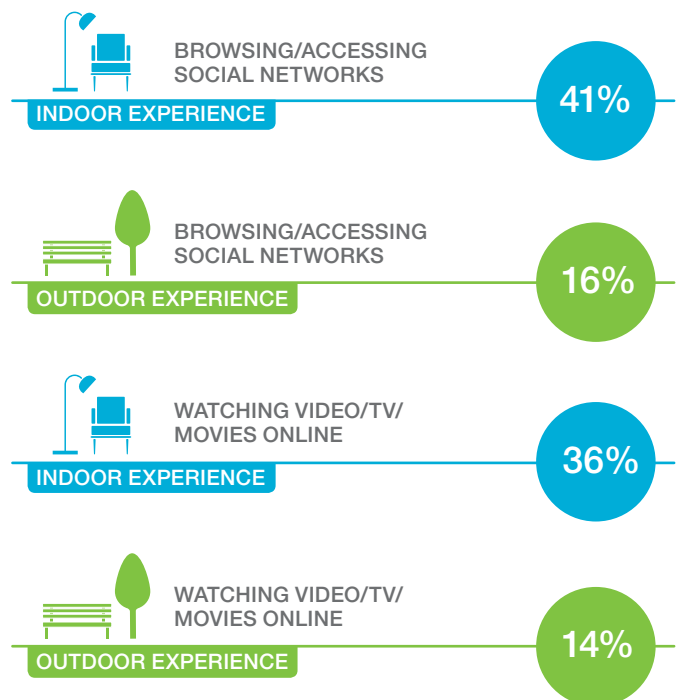 BROWSING/ACCESSING
SOCIAL NETWORKS
41%
INDOOR EXPERIENCE
BROWSING/ACCESSING
SOCIAL NETWORKS
16%
OUTDOOR EXPERIENCE
WATCHING VIDEO/TV/
MOVIES ONLINE
36%
INDOOR EXPERIENCE
WATCHING VIDEO/TV/
MOVIES ONLINE
14%
OUTDOOR EXPERIENCE